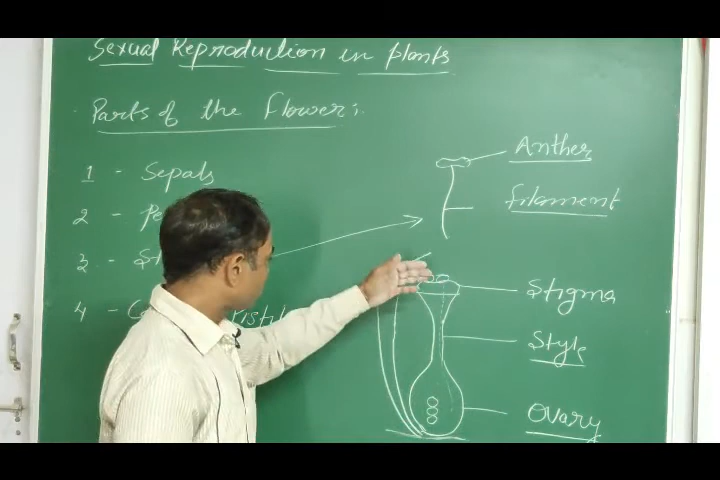 Sexual Reproduction in plants
Parts of the flower:
1 - Sepals
2 -
3 -
4 -
Anther
filament
Stigma
Style
Ovary